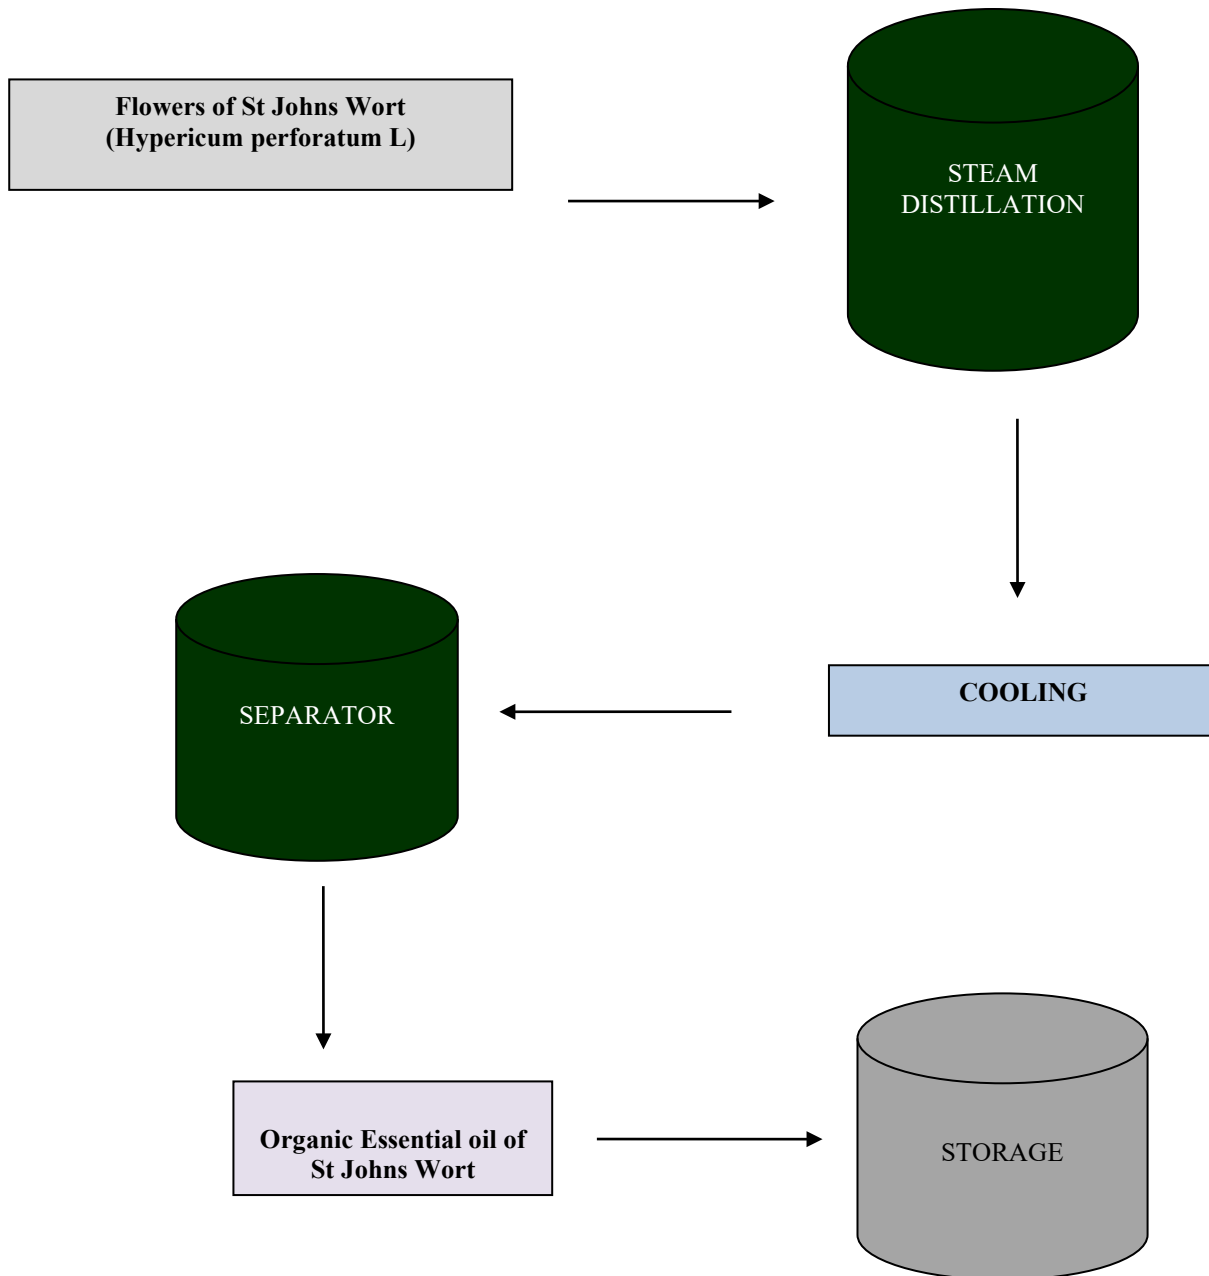 Flowers of St Johns Wort
(Hypericum perforatum L)
STEAM
DISTILLATION
COOLING
SEPARATOR
Organic Essential oil of
St Johns Wort
STORAGE